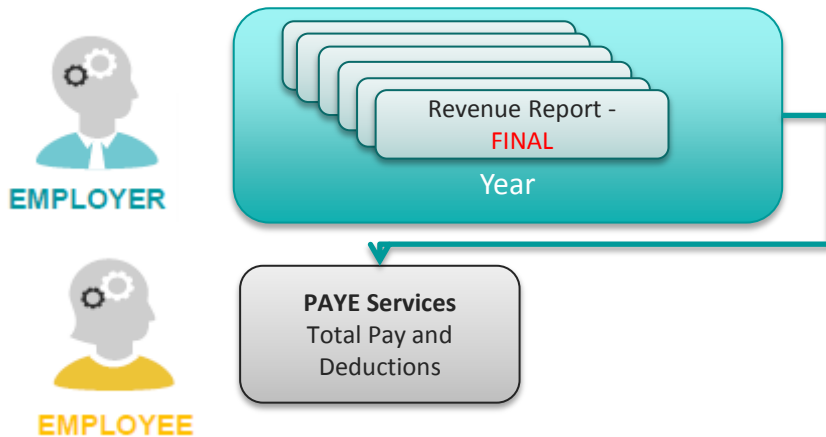 Revenue Report -
FINAL
Year
EMPLOYER
PAYE Services
Total Pay and
Deductions
EMPLOYEE